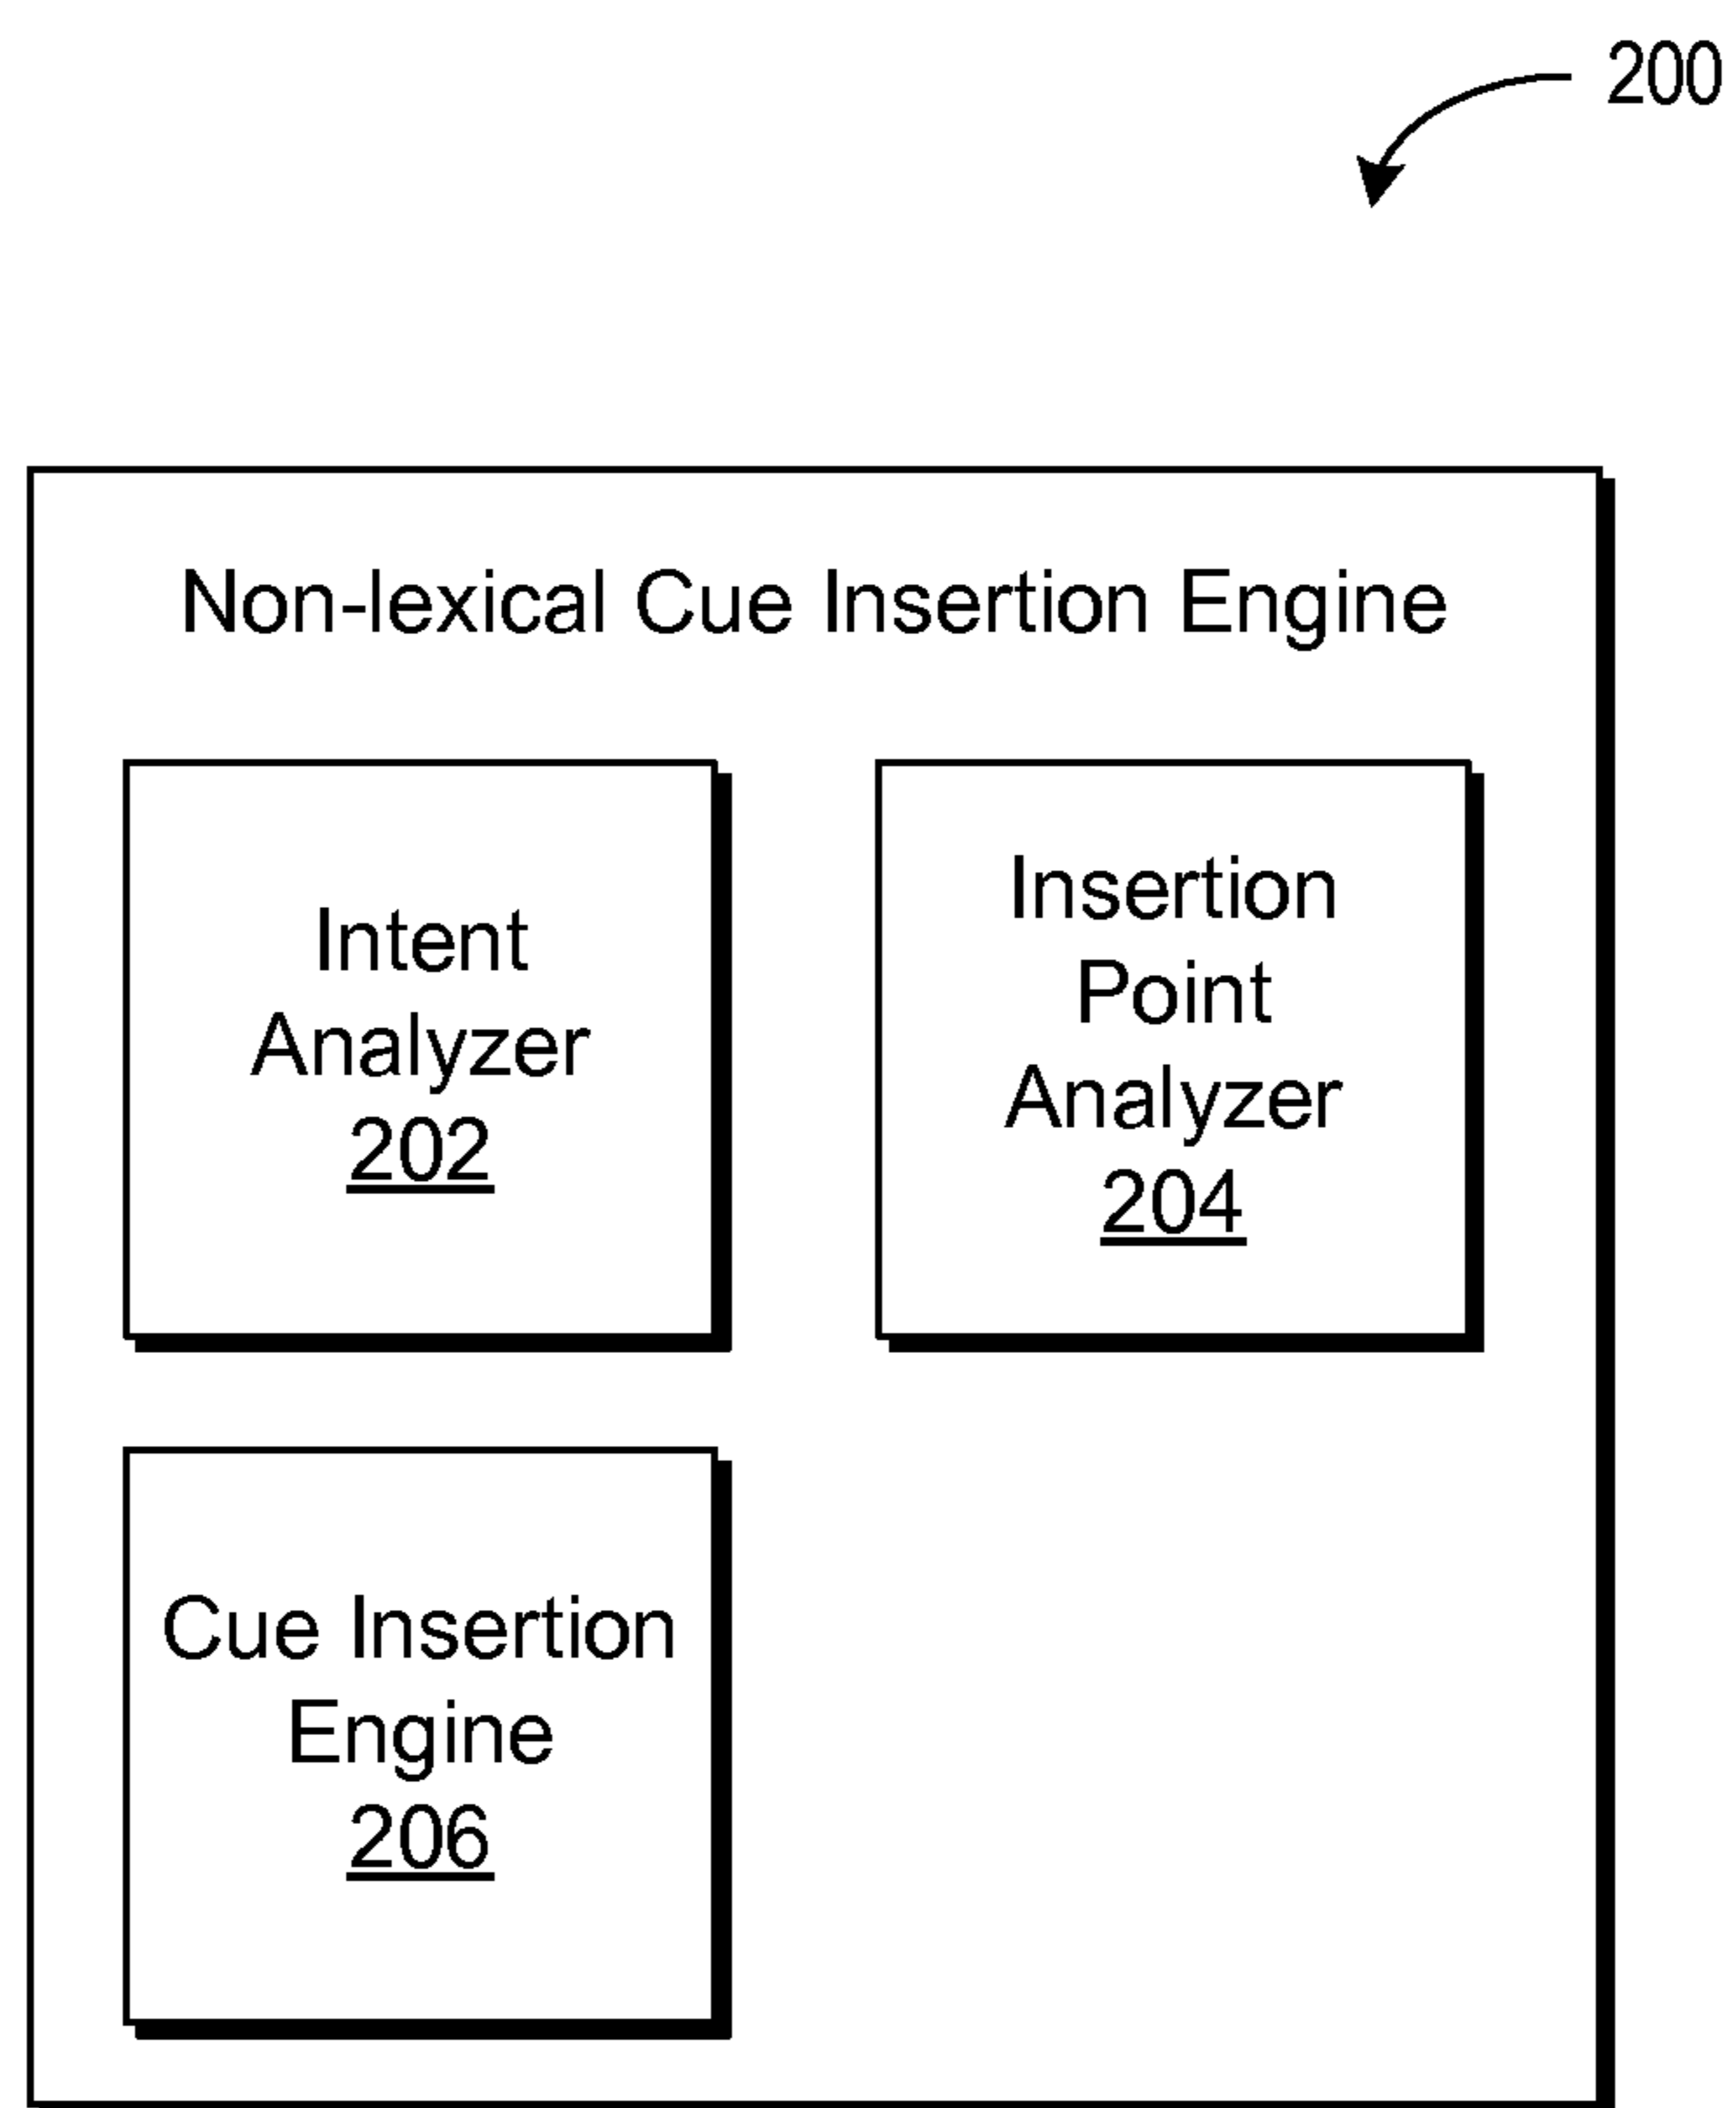 200
Non-lexical Cue Insertion Engine
Intent
Analyzer
202
Insertion
Point
Analyzer
204
Cue Insertion
Engine
206